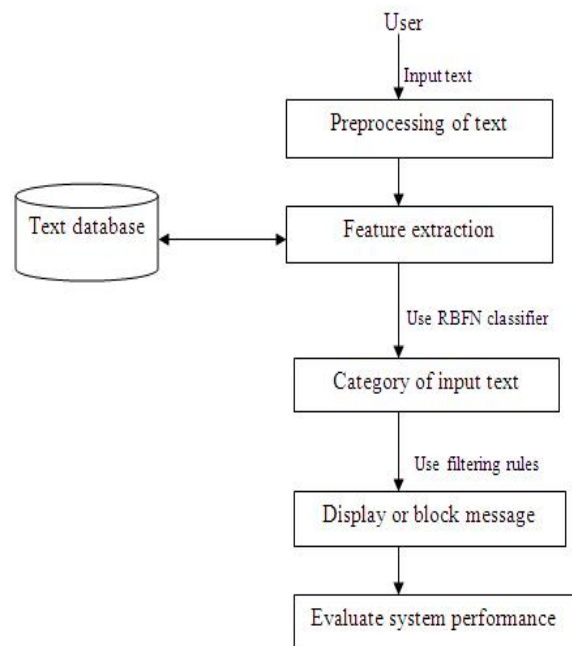 User
Input text
Preprocessing of text
Text database
Feature extraction
Use RBFN classifier
Category of input text
Use filtering rules
Display or block message
Evaluate system performance